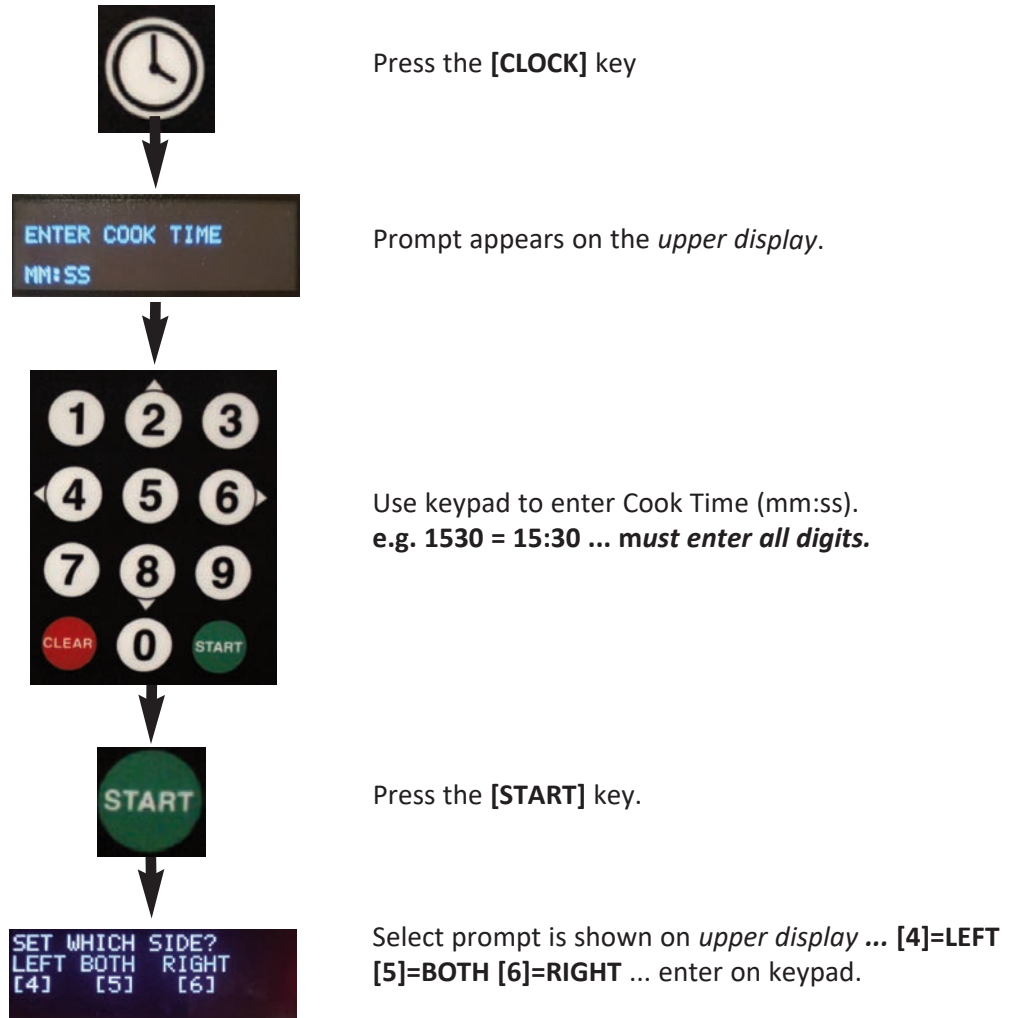 Press the [CLOCK] key
ENTER COOK TIME
MM:SS
Prompt appears on the upper display.
1 2 3
4 5 6
7 8 9
CLEAR 0 START
Use keypad to enter Cook Time (mm:ss).
e.g. 1530 = 15:30 ... must enter all digits.
START
Press the [START] key.
SET WHICH SIDE?
LEFT BOTH RIGHT
[4] [5] [6]
Select prompt is shown on upper display ... [4]=LEFT
[5]=BOTH [6]=RIGHT ... enter on keypad.